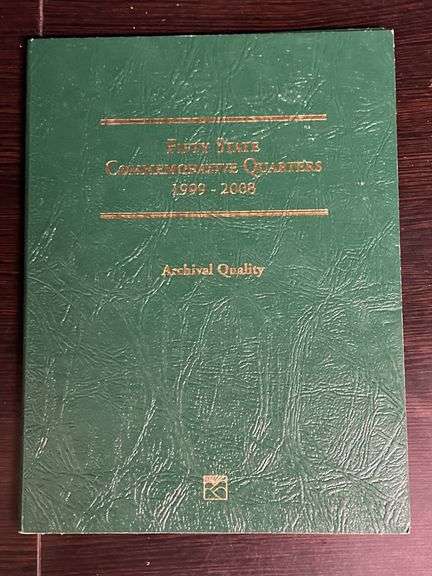 FIFTY STATE
COMMEMORATIVE QUARTERS
1999 - 2008
Archival Quality